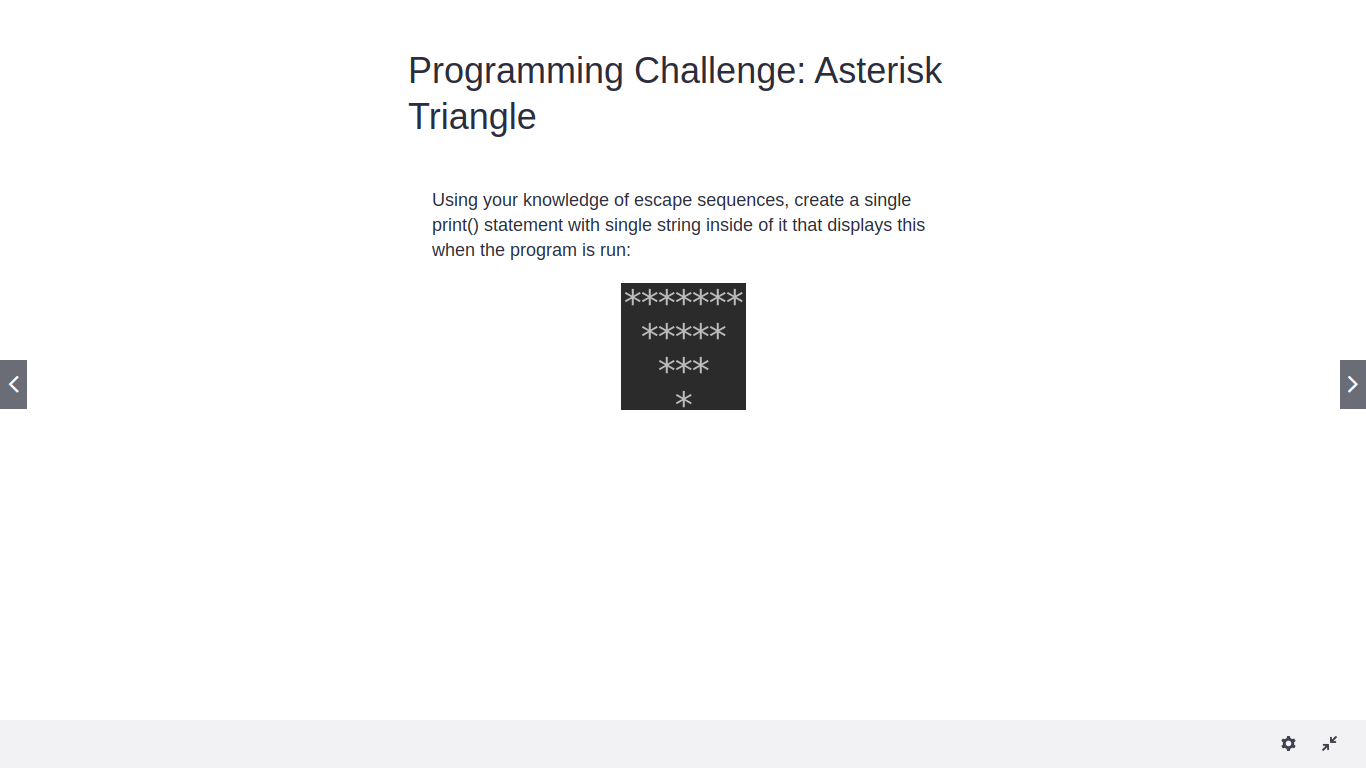 Programming Challenge: Asterisk
Triangle
Using your knowledge of escape sequences, create a single
print() statement with single string inside of it that displays this
when the program is run:
*******
*****
***
*